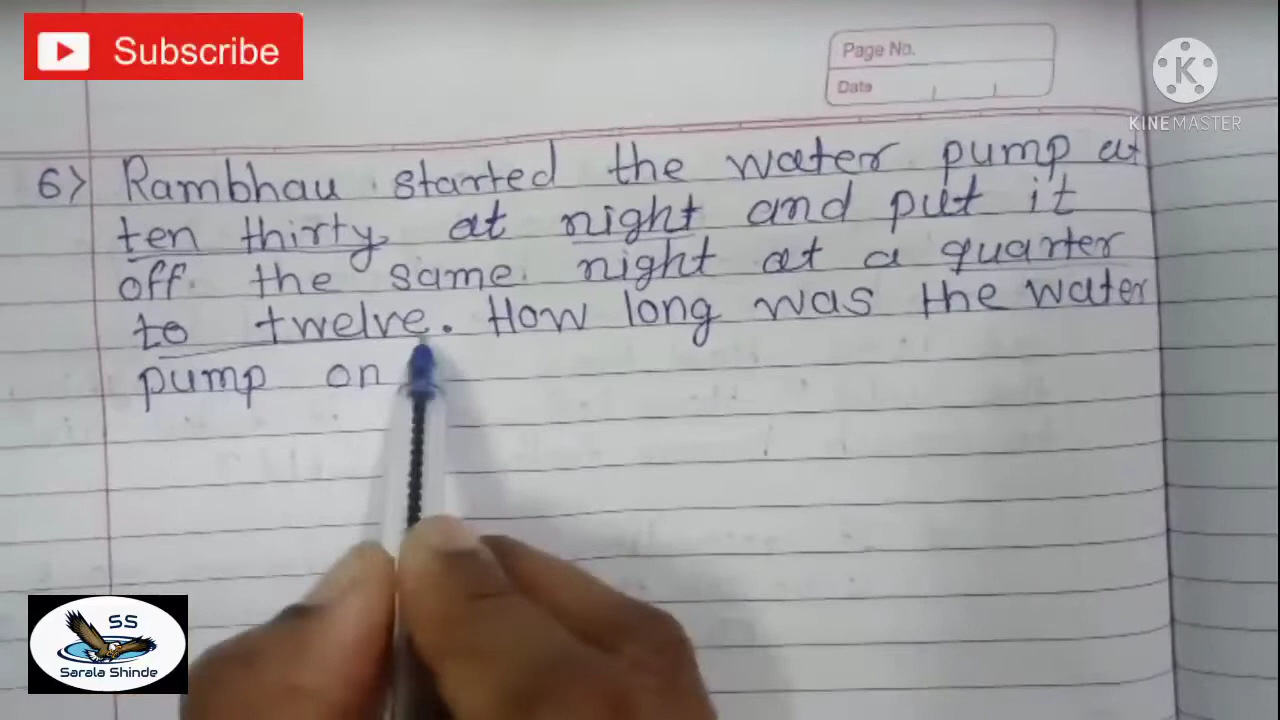 Subscribe
Page No.
Date
KINEMASTER
6) Rambhau started the water pump at
ten thirty at night and put it
off the same night at a quarter
to twelve. How long was the water
pump on
SS
Sarala Shinde